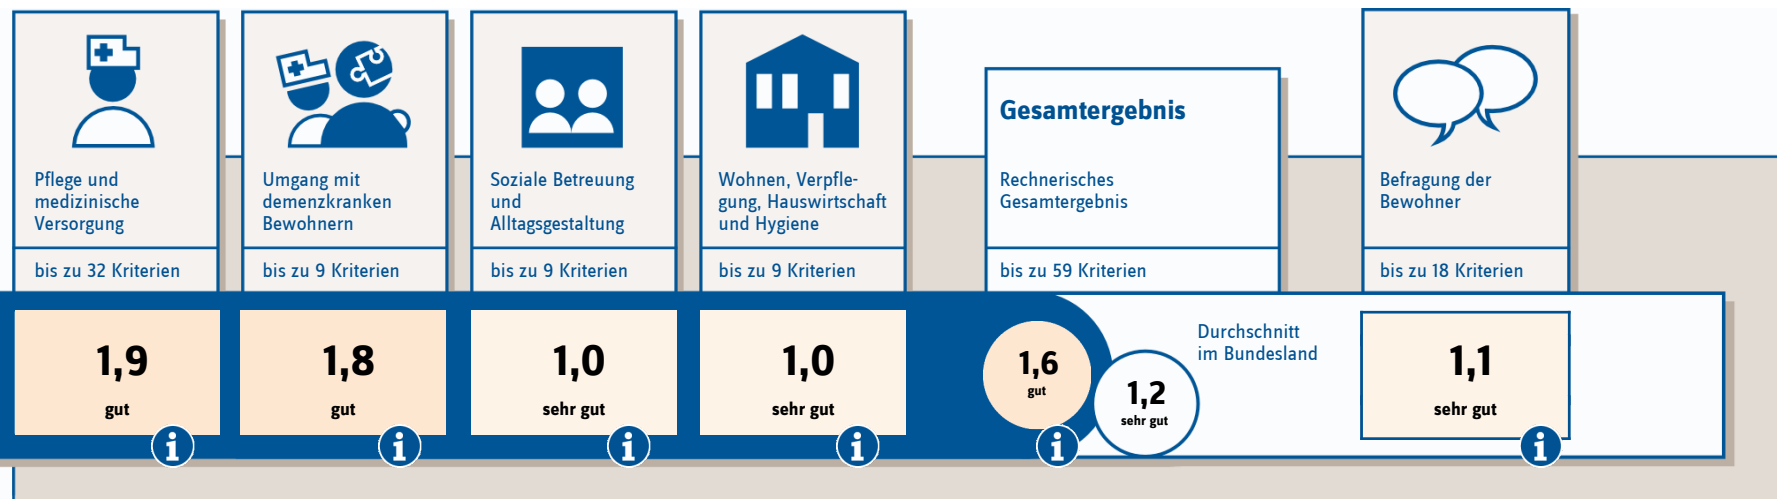 Pflege und
medizinische
Versorgung
bis zu 32 Kriterien
1,9
gut
i
Umgang mit
demenzkranken
Bewohnern
bis zu 9 Kriterien
1,8
gut
i
Soziale Betreuung
und
Alltagsgestaltung
bis zu 9 Kriterien
1,0
sehr gut
i
Wohnen, Verpfle-
gung, Hauswirtschaft
und Hygiene
bis zu 9 Kriterien
1,0
sehr gut
i
Gesamtergebnis
Rechnerisches
Gesamtergebnis
bis zu 59 Kriterien
1,6
gut
i
1,2
sehr gut
Durchschnitt
im Bundesland
Befragung der
Bewohner
bis zu 18 Kriterien
1,1
sehr gut
i